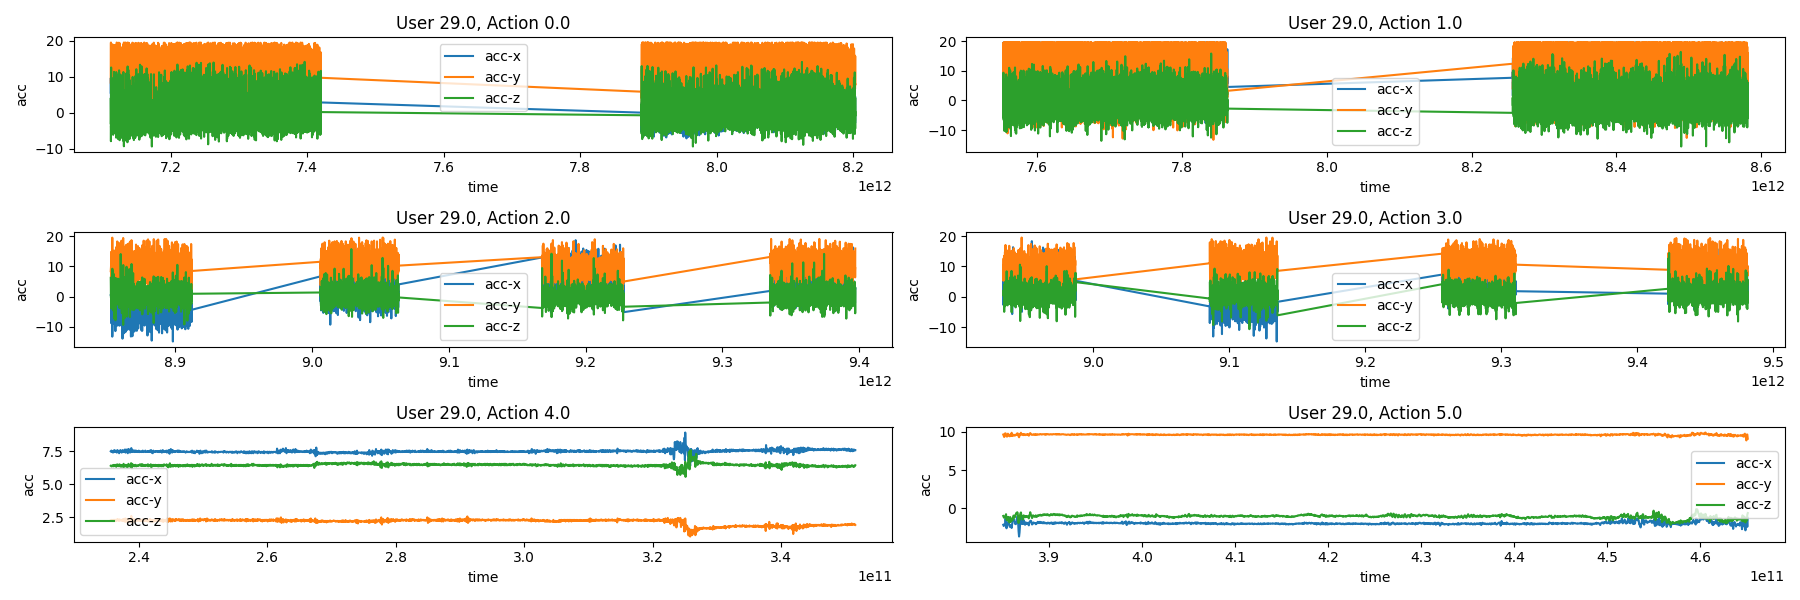 User 29.0, Action 0.0
20
10
0
−10
acc
acc-x
acc-y
acc-z
7.2 7.4 7.6 7.8 8.0 8.2
time
1e12
User 29.0, Action 1.0
20
10
0
−10
acc
acc-x
acc-y
acc-z
7.6 7.8 8.0 8.2 8.4 8.6
time
1e12
User 29.0, Action 2.0
20
10
0
−10
acc
acc-x
acc-y
acc-z
8.9 9.0 9.1 9.2 9.3 9.4
time
1e12
User 29.0, Action 3.0
20
10
0
−10
acc
acc-x
acc-y
acc-z
9.0 9.1 9.2 9.3 9.4 9.5
time
1e12
User 29.0, Action 4.0
7.5
5.0
2.5
acc
acc-x
acc-y
acc-z
2.4 2.6 2.8 3.0 3.2 3.4
time
1e11
User 29.0, Action 5.0
10
5
0
acc
acc-x
acc-y
acc-z
3.9 4.0 4.1 4.2 4.3 4.4 4.5 4.6
time
1e11